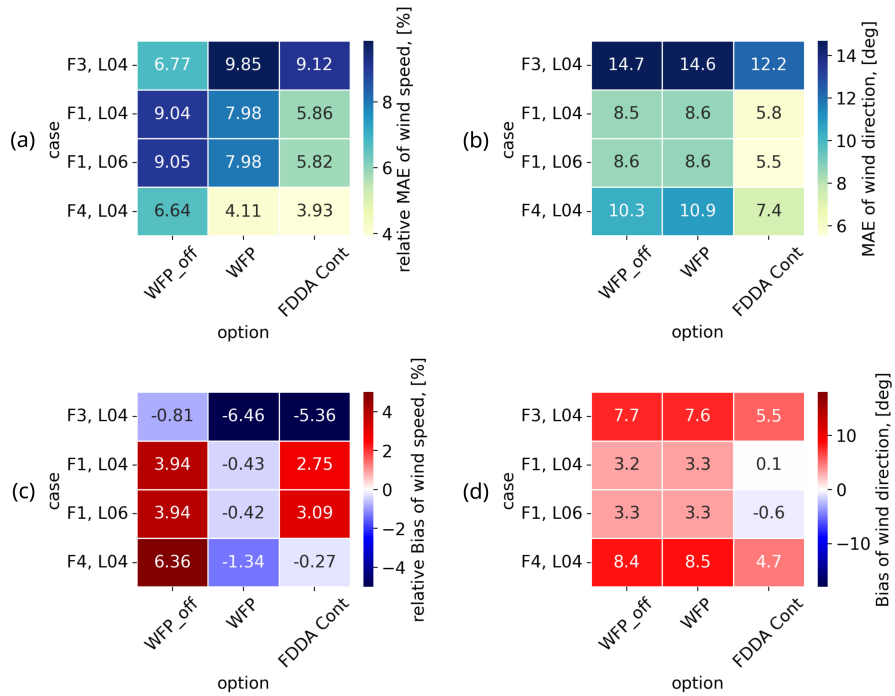 (a)
case
F3, L04
F1, L04
F1, L06
F4, L04
6.77 9.85 9.12
9.04 7.98 5.86
9.05 7.98 5.82
6.64 4.11 3.93
WFP_off WFP FDDA Cont
option
8
6
4
relative MAE of wind speed, [%]
(b)
case
F3, L04
F1, L04
F1, L06
F4, L04
14.7 14.6 12.2
8.5 8.6 5.8
8.6 8.6 5.5
10.3 10.9 7.4
WFP_off WFP FDDA Cont
option
14
12
10
8
6
MAE of wind direction, [deg]
(c)
case
F3, L04
F1, L04
F1, L06
F4, L04
-0.81 -6.46 -5.36
3.94 -0.43 2.75
3.94 -0.42 3.09
6.36 -1.34 -0.27
WFP_off WFP FDDA Cont
option
4
2
0
−2
−4
relative Bias of wind speed, [%]
(d)
case
F3, L04
F1, L04
F1, L06
F4, L04
7.7 7.6 5.5
3.2 3.3 0.1
3.3 3.3 -0.6
8.4 8.5 4.7
WFP_off WFP FDDA Cont
option
10
0
−10
Bias of wind direction, [deg]